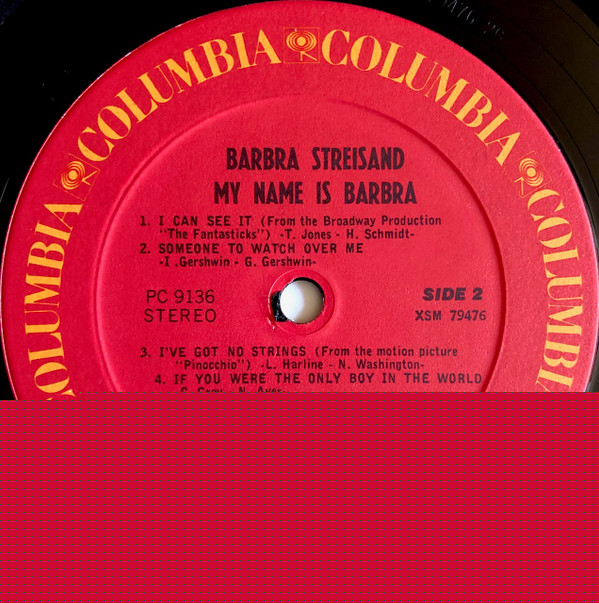 COLUMBIA COLUMBIA COLUMBIA COLUMBIA
BARBRA STREISAND
MY NAME IS BARBRA
1. I CAN SEE IT (From the Broadway Production
"The Fantasticks") -T. Jones - H. Schmidt-
2. SOMEONE TO WATCH OVER ME
-I .Gershwin - G. Gershwin-
PC 9136
STEREO
SIDE 2
XSM 79476
3. I'VE GOT NO STRINGS (From the motion picture
"Pinocchio") -L. Harline - N. Washington-
4. IF YOU WERE THE ONLY BOY IN THE WORLD